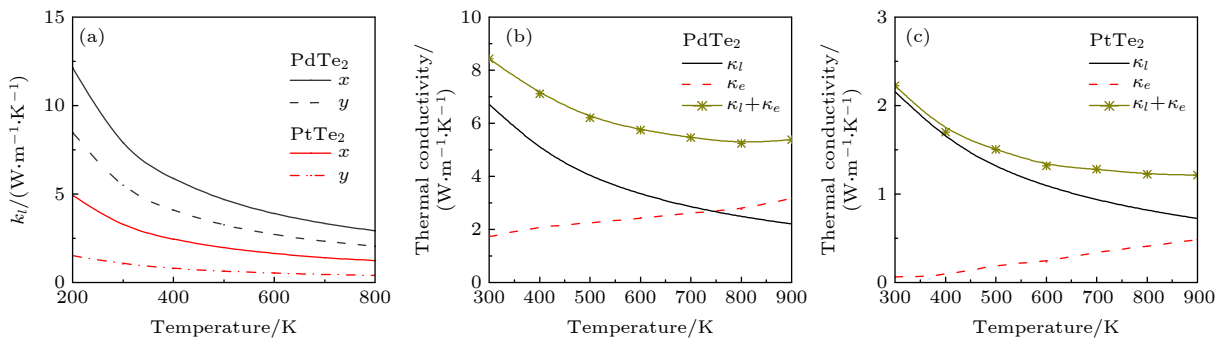 (a)
15
10
5
0
k_l/(W·m⁻¹·K⁻¹)
PdTe₂
x
y
PtTe₂
x
y
200
400
600
800
Temperature/K
(b)
10
8
6
4
2
0
Thermal conductivity/
(W·m⁻¹·K⁻¹)
PdTe₂
κ_l
κ_e
κ_l+κ_e
300
400
500
600
700
800
900
Temperature/K
(c)
3
2
1
0
Thermal conductivity/
(W·m⁻¹·K⁻¹)
PtTe₂
κ_l
κ_e
κ_l+κ_e
300
400
500
600
700
800
900
Temperature/K